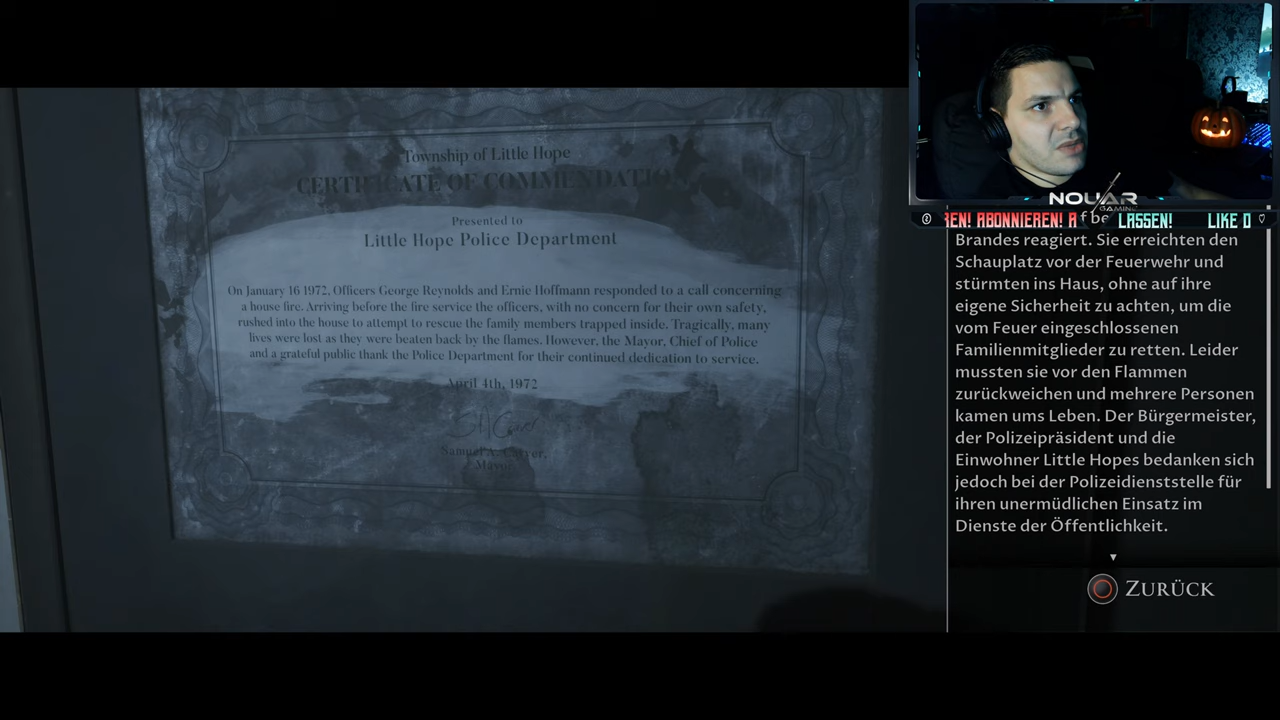 Township of Little Hope
CERTIFICATE OF COMMENDATIO
Presented to
Little Hope Police Department
On January 16 1972, Officers George Reynolds and Ernie Hoffmann responded to a call concerning
a house fire. Arriving before the fire service the officers, with no concern for their own safety,
rushed into the house to attempt to rescue the family members trapped inside. Tragically, many
lives were lost as they were beaten back by the flames. However, the Mayor, Chief of Police
and a grateful public thank the Police Department for their continued dedication to service.
April 4th, 1972
Samuel A. Carver,
Mayor
NOUAR
GAMING
REN! ABONNIEREN! A
LASSEN!
LIKE D
Brandes reagiert. Sie erreichten den
Schauplatz vor der Feuerwehr und
stürmten ins Haus, ohne auf ihre
eigene Sicherheit zu achten, um die
vom Feuer eingeschlossenen
Familienmitglieder zu retten. Leider
mussten sie vor den Flammen
zurückweichen und mehrere Personen
kamen ums Leben. Der Bürgermeister,
der Polizeipräsident und die
Einwohner Little Hopes bedanken sich
jedoch bei der Polizeidienststelle für
ihren unermüdlichen Einsatz im
Dienste der Öffentlichkeit.
ZURÜCK